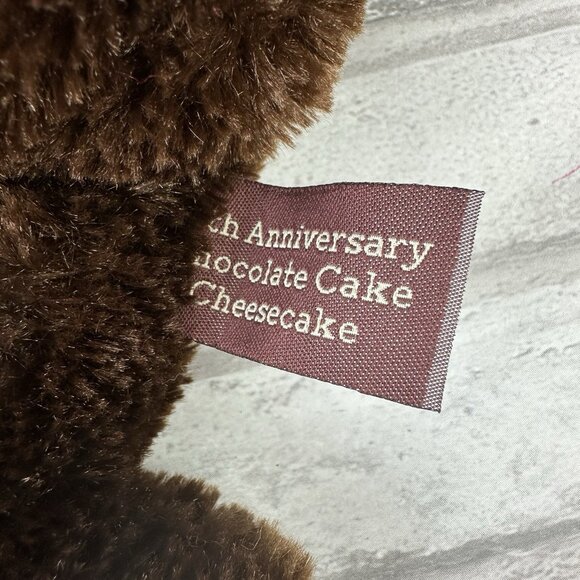 th Anniversary
hocolate Cake
Cheesecake